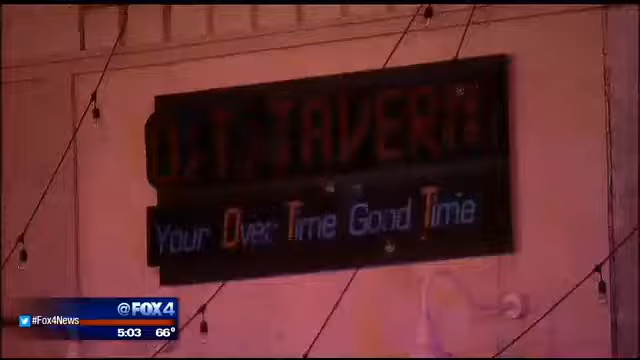 O.T. TAVERN
Your Over Time Good Time
@FOX4
#Fox4News
5:03 66°